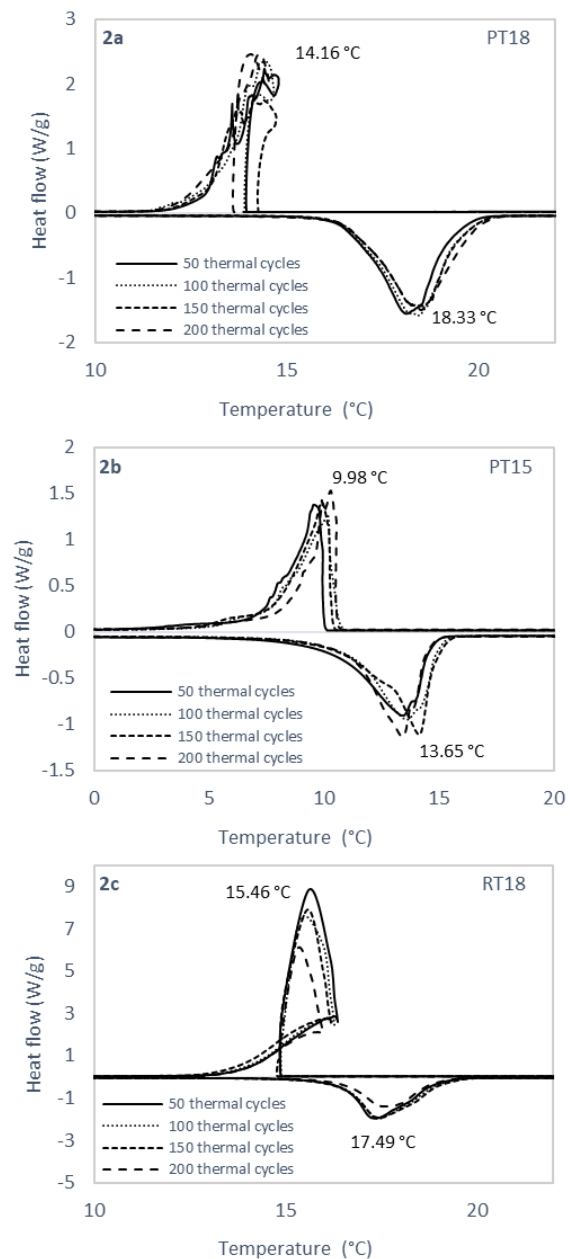 2a
PT18
14.16 °C
3
2
1
0
-1
-2
Heat flow (W/g)
50 thermal cycles
100 thermal cycles
150 thermal cycles
200 thermal cycles
18.33 °C
10 15 20
Temperature (°C)
2b
PT15
9.98 °C
2
1.5
1
0.5
0
-0.5
-1
-1.5
Heat flow (W/g)
50 thermal cycles
100 thermal cycles
150 thermal cycles
200 thermal cycles
13.65 °C
0 5 10 15 20
Temperature (°C)
2c
RT18
15.46 °C
9
7
5
3
1
-1
-3
-5
Heat flow (W/g)
50 thermal cycles
100 thermal cycles
150 thermal cycles
200 thermal cycles
17.49 °C
10 15 20
Temperature (°C)